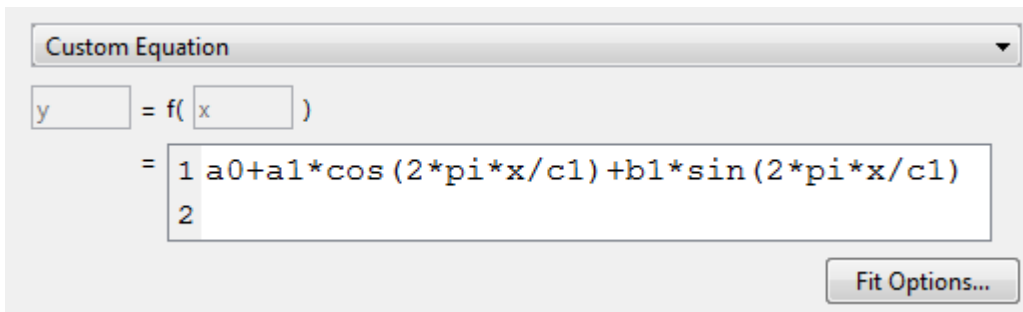 Custom Equation
y = f( x )
= 1 a0+a1*cos(2*pi*x/c1)+b1*sin(2*pi*x/c1)
2
Fit Options...